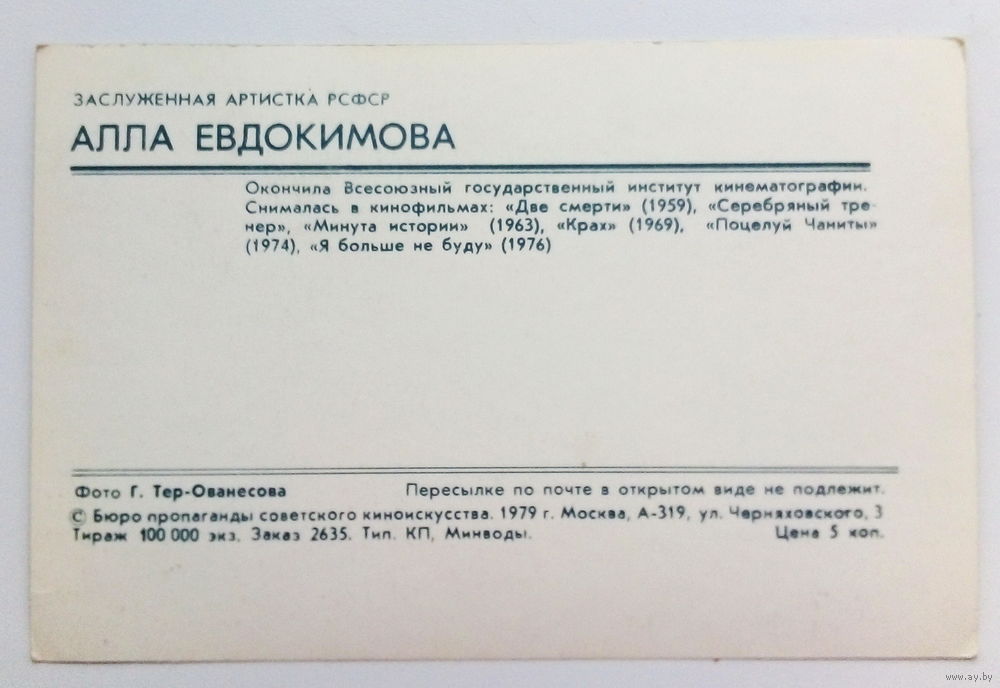 ЗАСЛУЖЕННАЯ АРТИСТКА РСФСР
АЛЛА ЕВДОКИМОВА
Окончила Всесоюзный государственный институт кинематографии.
Снималась в кинофильмах: «Две смерти» (1959), «Серебряный тре-
нер», «Минута истории» (1963), «Крах» (1969), «Поцелуй Чаниты»
(1974), «Я больше не буду» (1976)
Фото Г. Тер-Ованесова Пересылке по почте в открытом виде не подлежит.
© Бюро пропаганды советского киноискусства. 1979 г. Москва, А-319, ул. Черняховского, 3
Тираж 100 000 экз. Заказ 2635. Тип. КП, Минводы. Цена 5 коп.
www.ay.by